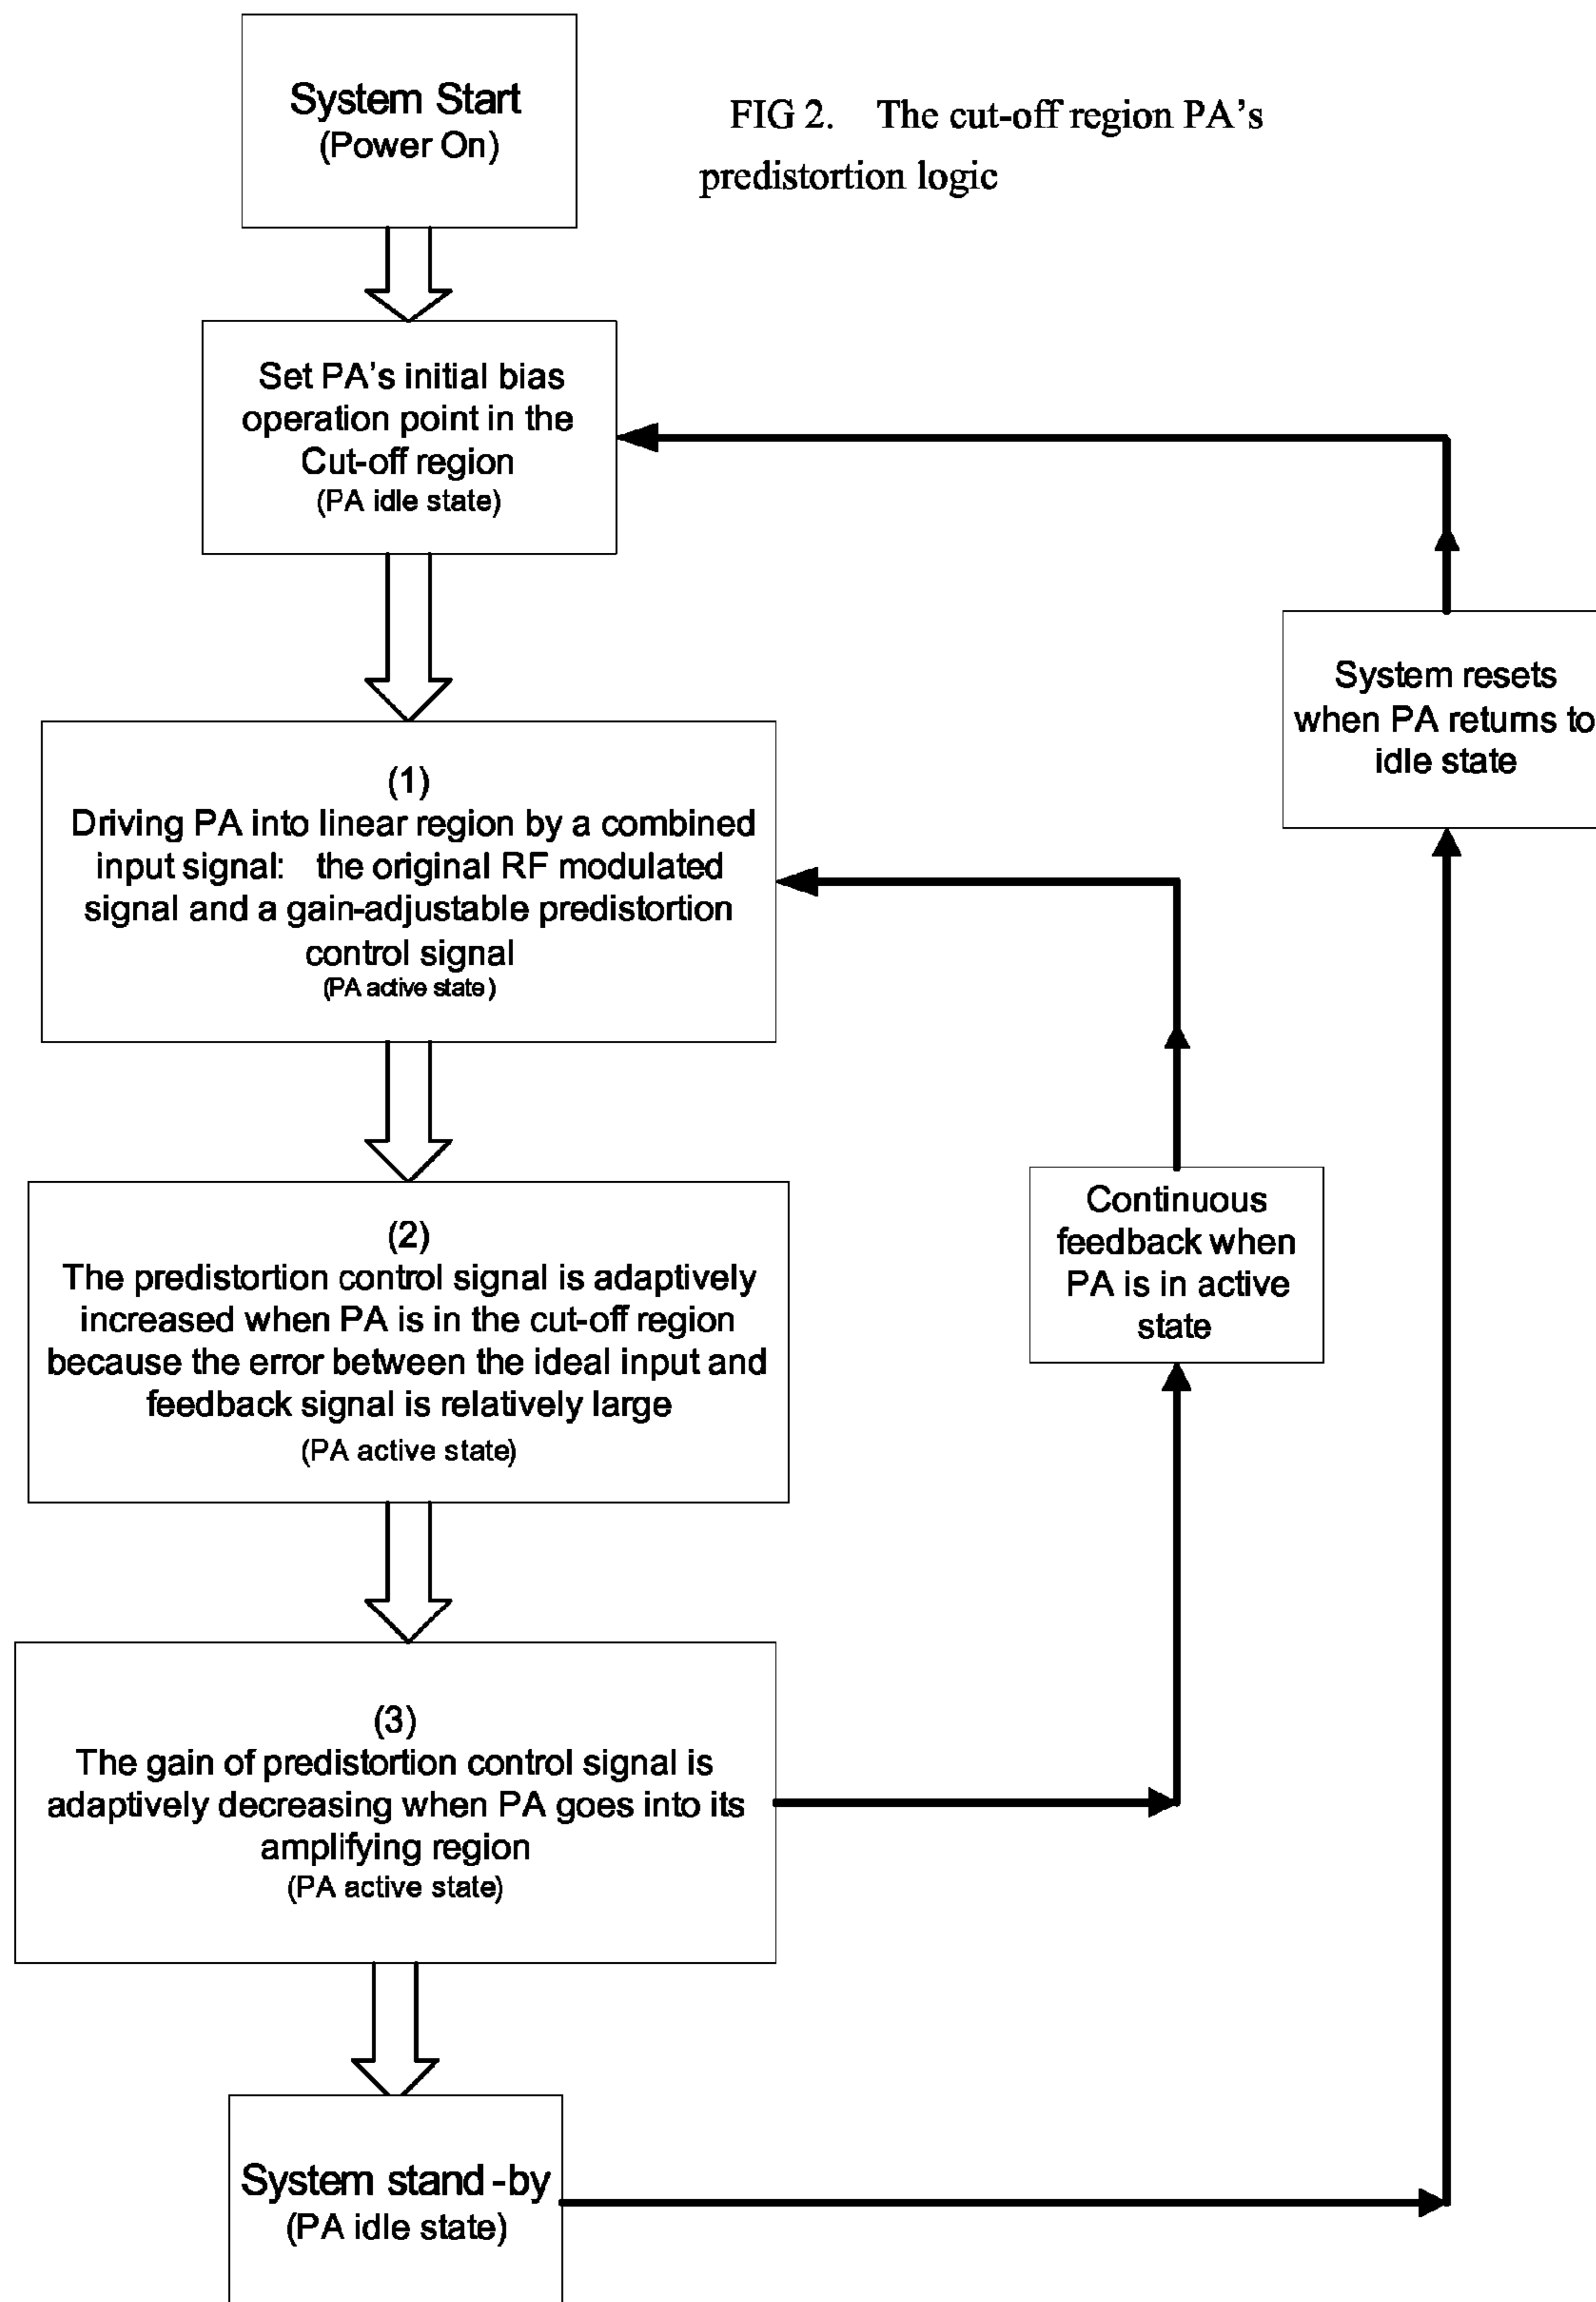 System Start
(Power On)
FIG 2. The cut-off region PA's
predistortion logic
Set PA's initial bias
operation point in the
Cut-off region
(PA idle state)
System resets
when PA returns to
idle state
(1)
Driving PA into linear region by a combined
input signal: the original RF modulated
signal and a gain-adjustable predistortion
control signal
(PA active state)
(2)
The predistortion control signal is adaptively
increased when PA is in the cut-off region
because the error between the ideal input and
feedback signal is relatively large
(PA active state)
Continuous
feedback when
PA is in active
state
(3)
The gain of predistortion control signal is
adaptively decreasing when PA goes into its
amplifying region
(PA active state)
System stand-by
(PA idle state)